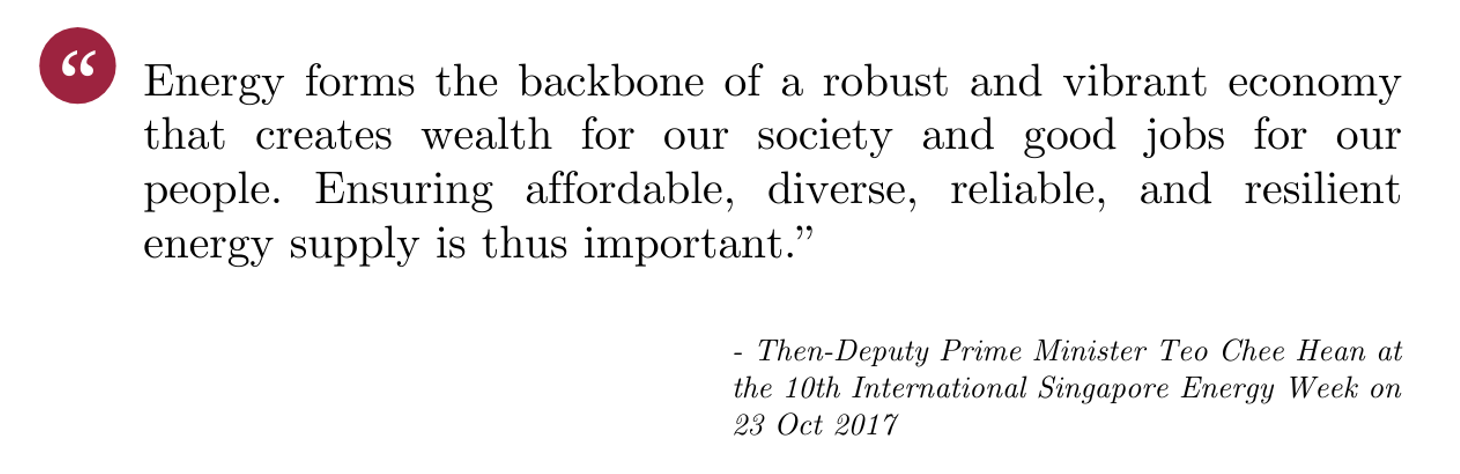 “ Energy forms the backbone of a robust and vibrant economy
that creates wealth for our society and good jobs for our
people. Ensuring affordable, diverse, reliable, and resilient
energy supply is thus important.”
- Then-Deputy Prime Minister Teo Chee Hean at
the 10th International Singapore Energy Week on
23 Oct 2017